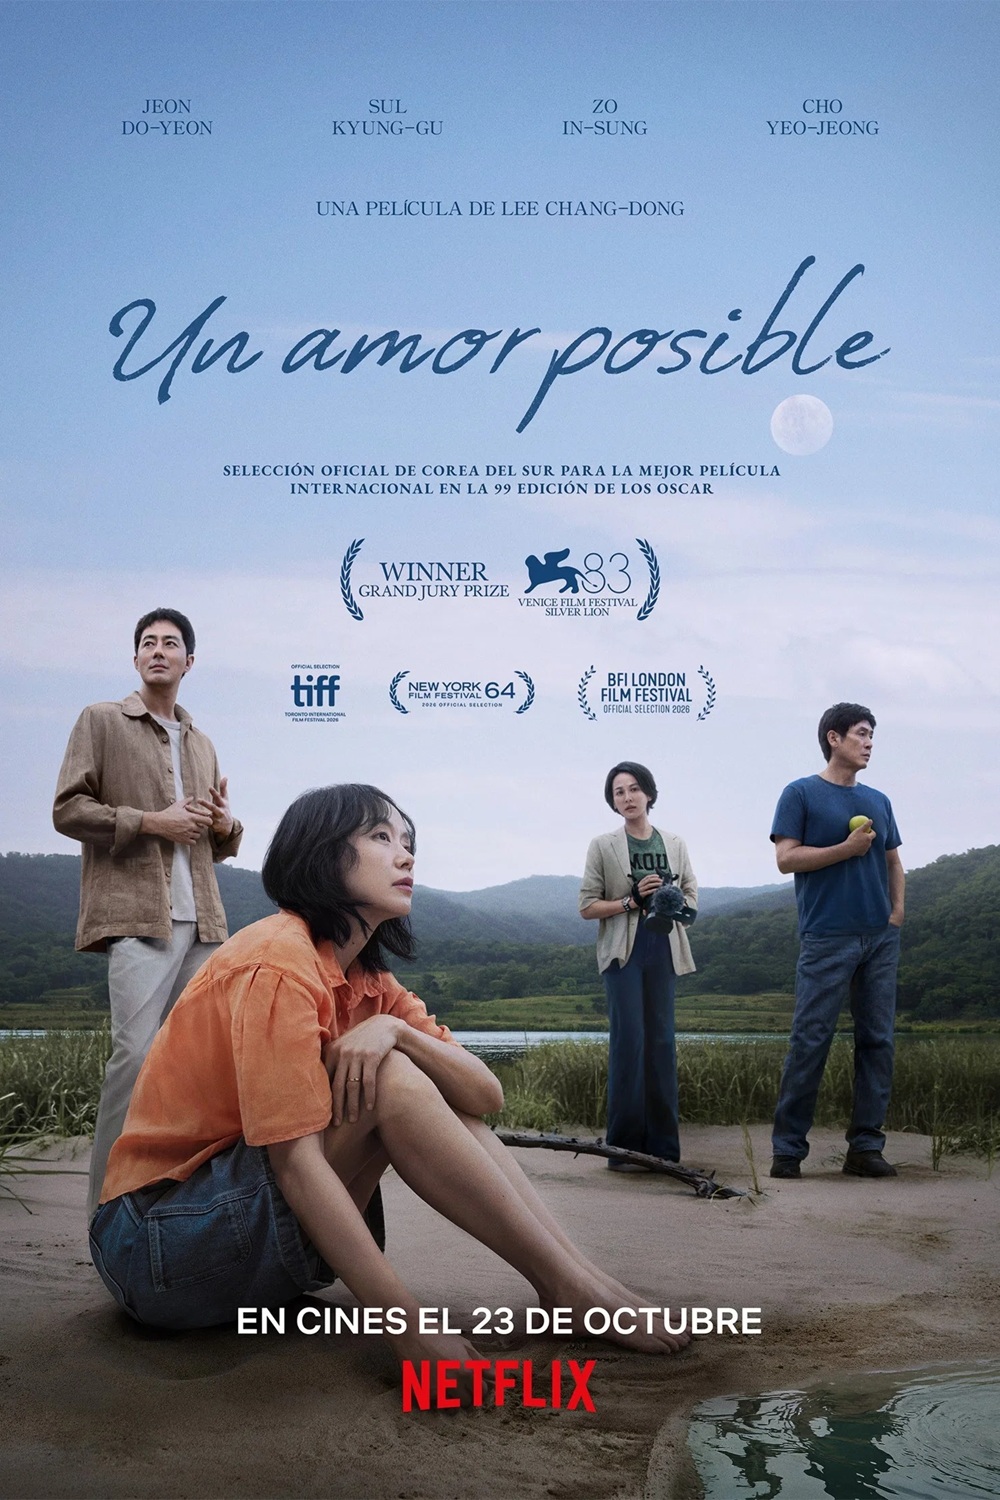 JEON
DO-YEON
SUL
KYUNG-GU
ZO
IN-SUNG
CHO
YEO-JEONG
UNA PELÍCULA DE LEE CHANG-DONG
Un amor posible
SELECCIÓN OFICIAL DE COREA DEL SUR PARA LA MEJOR PELÍCULA
INTERNACIONAL EN LA 99 EDICIÓN DE LOS OSCAR
WINNER
GRAND JURY PRIZE
83
VENICE FILM FESTIVAL
SILVER LION
OFFICIAL SELECTION
tiff
TORONTO INTERNATIONAL
FILM FESTIVAL 2026
NEW YORK
FILM FESTIVAL 64
2026 OFFICIAL SELECTION
BFI LONDON
FILM FESTIVAL
OFFICIAL SELECTION 2026
MOU
EN CINES EL 23 DE OCTUBRE
NETFLIX